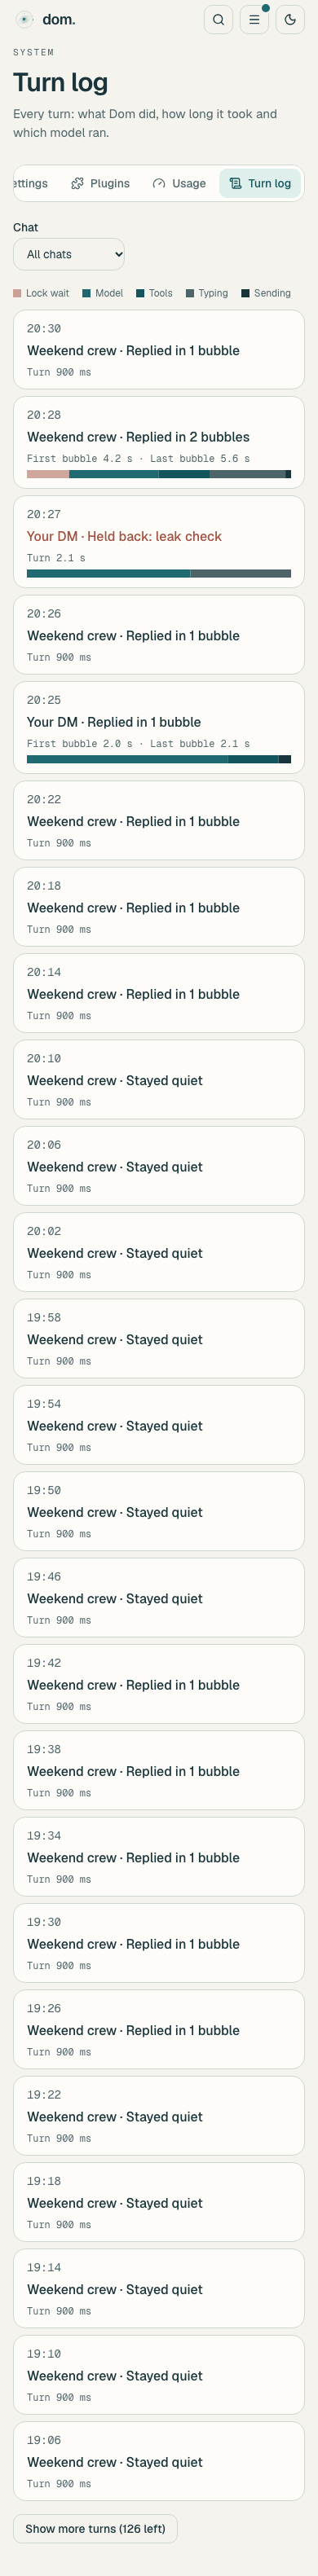 dom.
SYSTEM
Turn log
Every turn: what Dom did, how long it took and
which model ran.
ettings Plugins Usage Turn log
Chat
All chats
Lock wait Model Tools Typing Sending
20:30
Weekend crew · Replied in 1 bubble
Turn 900 ms
20:28
Weekend crew · Replied in 2 bubbles
First bubble 4.2 s · Last bubble 5.6 s
20:27
Your DM · Held back: leak check
Turn 2.1 s
20:26
Weekend crew · Replied in 1 bubble
Turn 900 ms
20:25
Your DM · Replied in 1 bubble
First bubble 2.0 s · Last bubble 2.1 s
20:22
Weekend crew · Replied in 1 bubble
Turn 900 ms
20:18
Weekend crew · Replied in 1 bubble
Turn 900 ms
20:14
Weekend crew · Replied in 1 bubble
Turn 900 ms
20:10
Weekend crew · Stayed quiet
Turn 900 ms
20:06
Weekend crew · Stayed quiet
Turn 900 ms
20:02
Weekend crew · Stayed quiet
Turn 900 ms
19:58
Weekend crew · Stayed quiet
Turn 900 ms
19:54
Weekend crew · Stayed quiet
Turn 900 ms
19:50
Weekend crew · Stayed quiet
Turn 900 ms
19:46
Weekend crew · Stayed quiet
Turn 900 ms
19:42
Weekend crew · Replied in 1 bubble
Turn 900 ms
19:38
Weekend crew · Replied in 1 bubble
Turn 900 ms
19:34
Weekend crew · Replied in 1 bubble
Turn 900 ms
19:30
Weekend crew · Replied in 1 bubble
Turn 900 ms
19:26
Weekend crew · Replied in 1 bubble
Turn 900 ms
19:22
Weekend crew · Stayed quiet
Turn 900 ms
19:18
Weekend crew · Stayed quiet
Turn 900 ms
19:14
Weekend crew · Stayed quiet
Turn 900 ms
19:10
Weekend crew · Stayed quiet
Turn 900 ms
19:06
Weekend crew · Stayed quiet
Turn 900 ms
Show more turns (126 left)